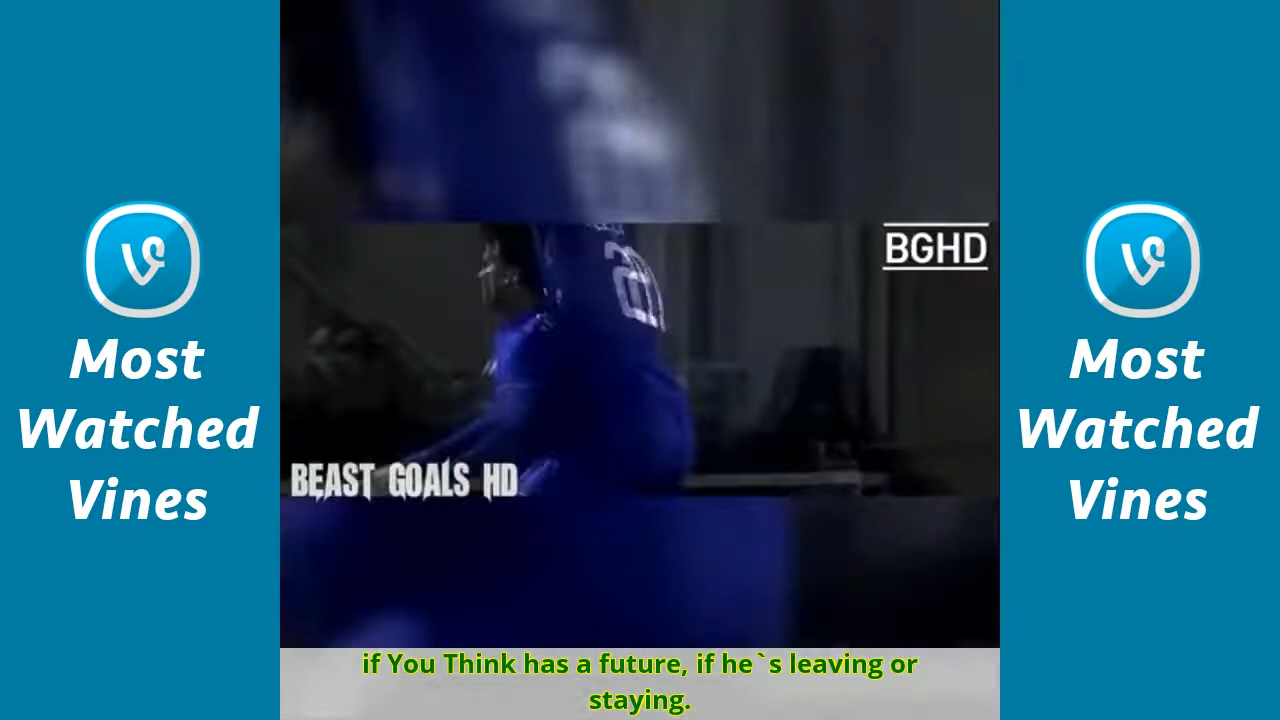 BGHD
BEAST GOALS HD
Most
Watched
Vines
Most
Watched
Vines
if You Think has a future, if he`s leaving or
staying.